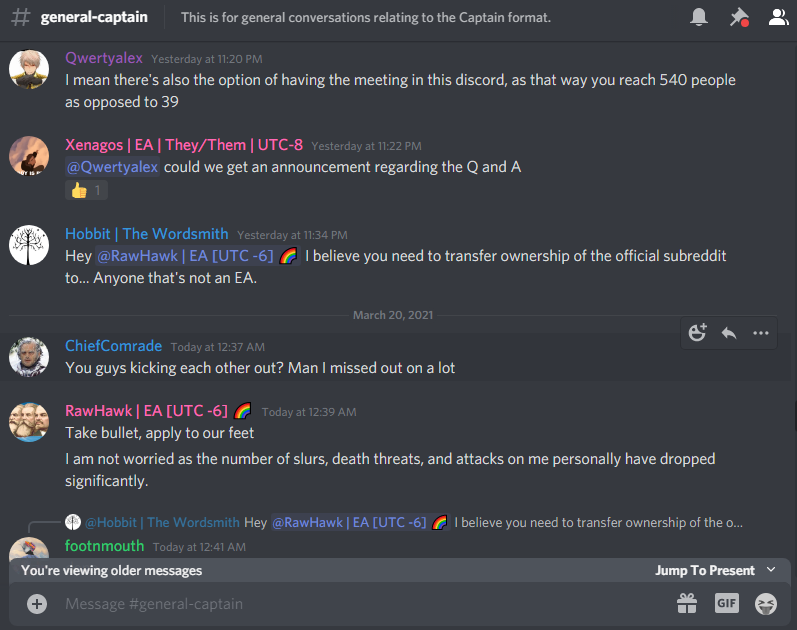 # general-captain
This is for general conversations relating to the Captain format.
Qwertyalex Yesterday at 11:20 PM
I mean there's also the option of having the meeting in this discord, as that way you reach 540 people
as opposed to 39
Xenagos | EA | They/Them | UTC-8 Yesterday at 11:22 PM
@Qwertyalex could we get an announcement regarding the Q and A
👍 1
Hobbit | The Wordsmith Yesterday at 11:34 PM
Hey @RawHawk | EA [UTC -6] 🌈 I believe you need to transfer ownership of the official subreddit
to... Anyone that's not an EA.
March 20, 2021
ChiefComrade Today at 12:37 AM
You guys kicking each other out? Man I missed out on a lot
RawHawk | EA [UTC -6] 🌈 Today at 12:39 AM
Take bullet, apply to our feet
I am not worried as the number of slurs, death threats, and attacks on me personally have dropped
significantly.
@Hobbit | The Wordsmith Hey @RawHawk | EA [UTC -6] 🌈 I believe you need to transfer ownership of the o...
footnmouth Today at 12:41 AM
You're viewing older messages
Jump To Present
Message #general-captain
GIF